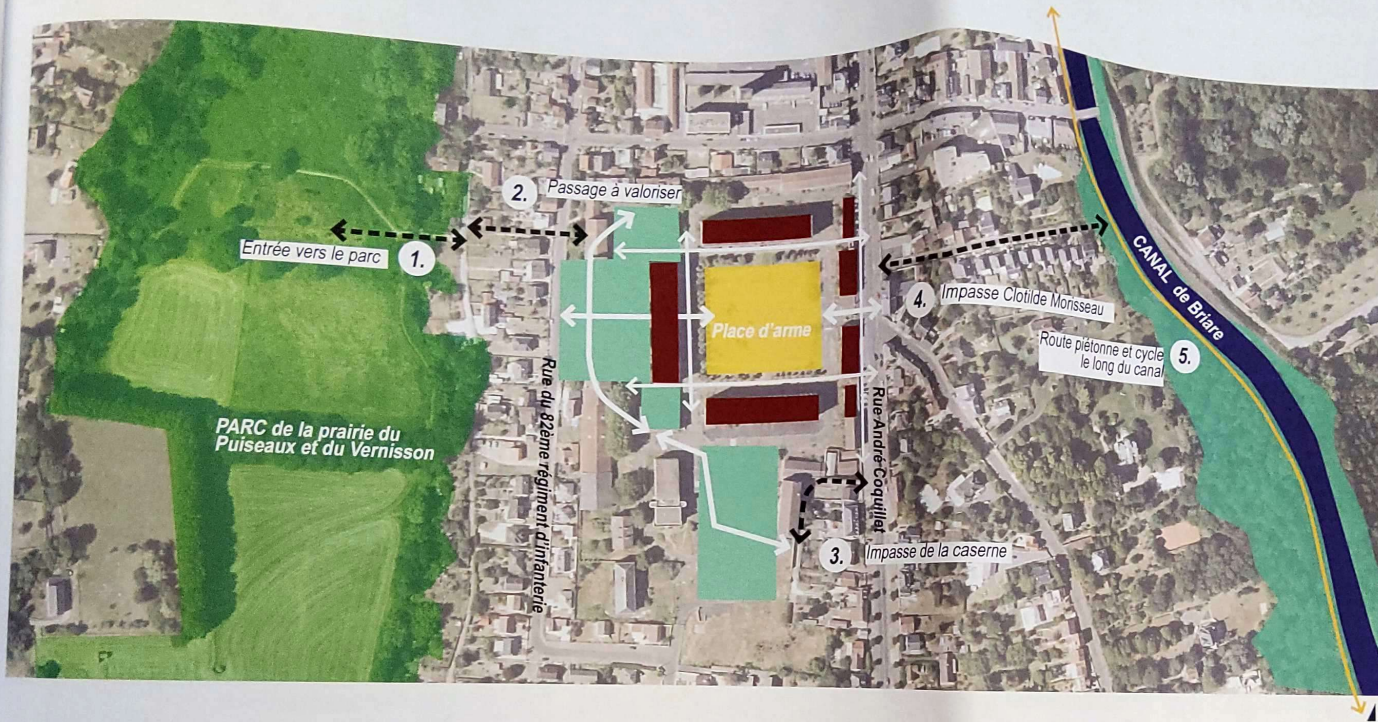 2. Passage à valoriser
Entrée vers le parc 1.
CANAL de Briare
4. Impasse Clotilde Morisseau
Place d'arme
Route piétonne et cycle
le long du canal
5.
Rue du 82ème régiment d'infanterie
Rue André Coquillet
PARC de la prairie du
Puiseaux et du Vernisson
3. Impasse de la caserne